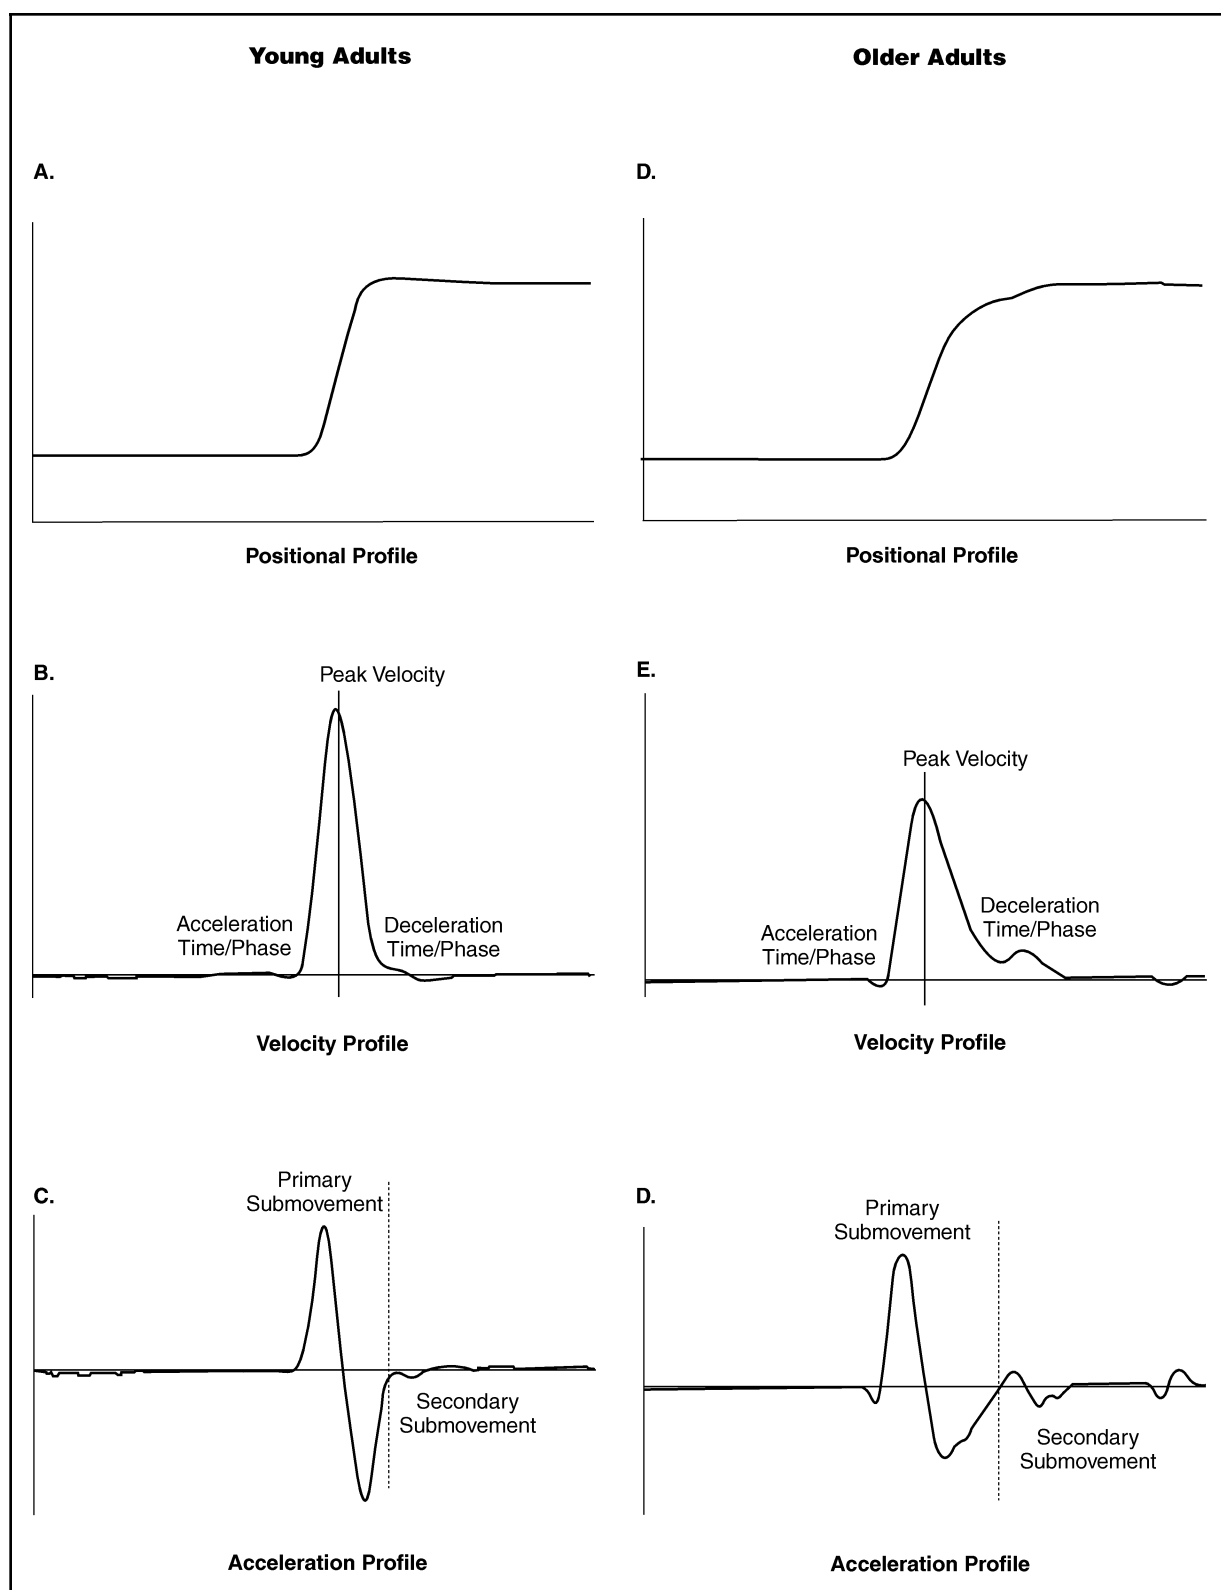 Young Adults
Older Adults
A.
D.
Positional Profile
Positional Profile
B.
Peak Velocity
Acceleration
Time/Phase
Deceleration
Time/Phase
Velocity Profile
E.
Peak Velocity
Acceleration
Time/Phase
Deceleration
Time/Phase
Velocity Profile
C.
Primary
Submovement
Secondary
Submovement
Acceleration Profile
D.
Primary
Submovement
Secondary
Submovement
Acceleration Profile